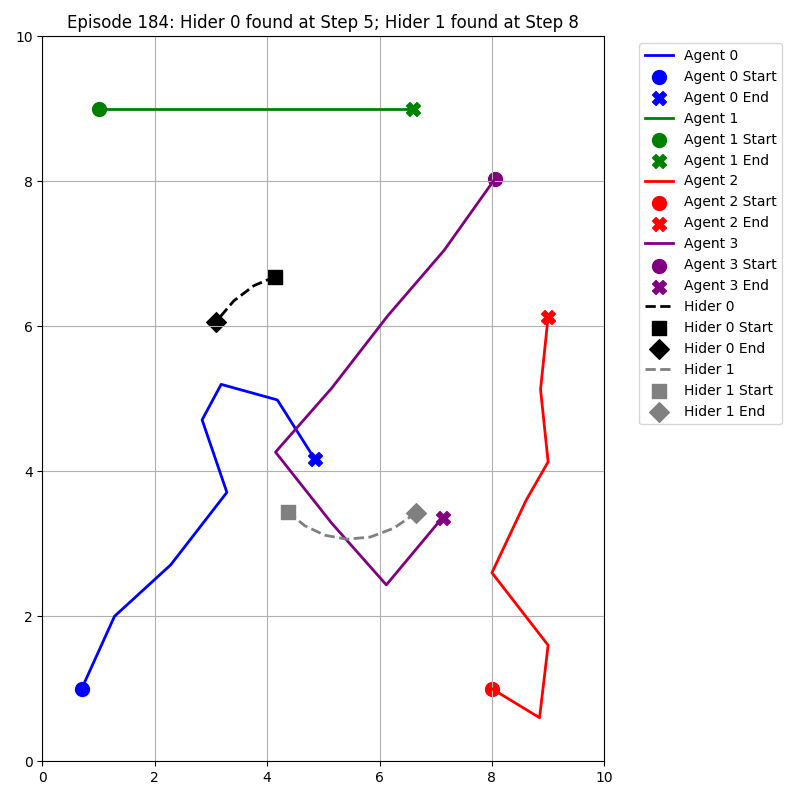 Episode 184: Hider 0 found at Step 5; Hider 1 found at Step 8
10
8
6
4
2
0
0 2 4 6 8 10
Agent 0
Agent 0 Start
Agent 0 End
Agent 1
Agent 1 Start
Agent 1 End
Agent 2
Agent 2 Start
Agent 2 End
Agent 3
Agent 3 Start
Agent 3 End
Hider 0
Hider 0 Start
Hider 0 End
Hider 1
Hider 1 Start
Hider 1 End